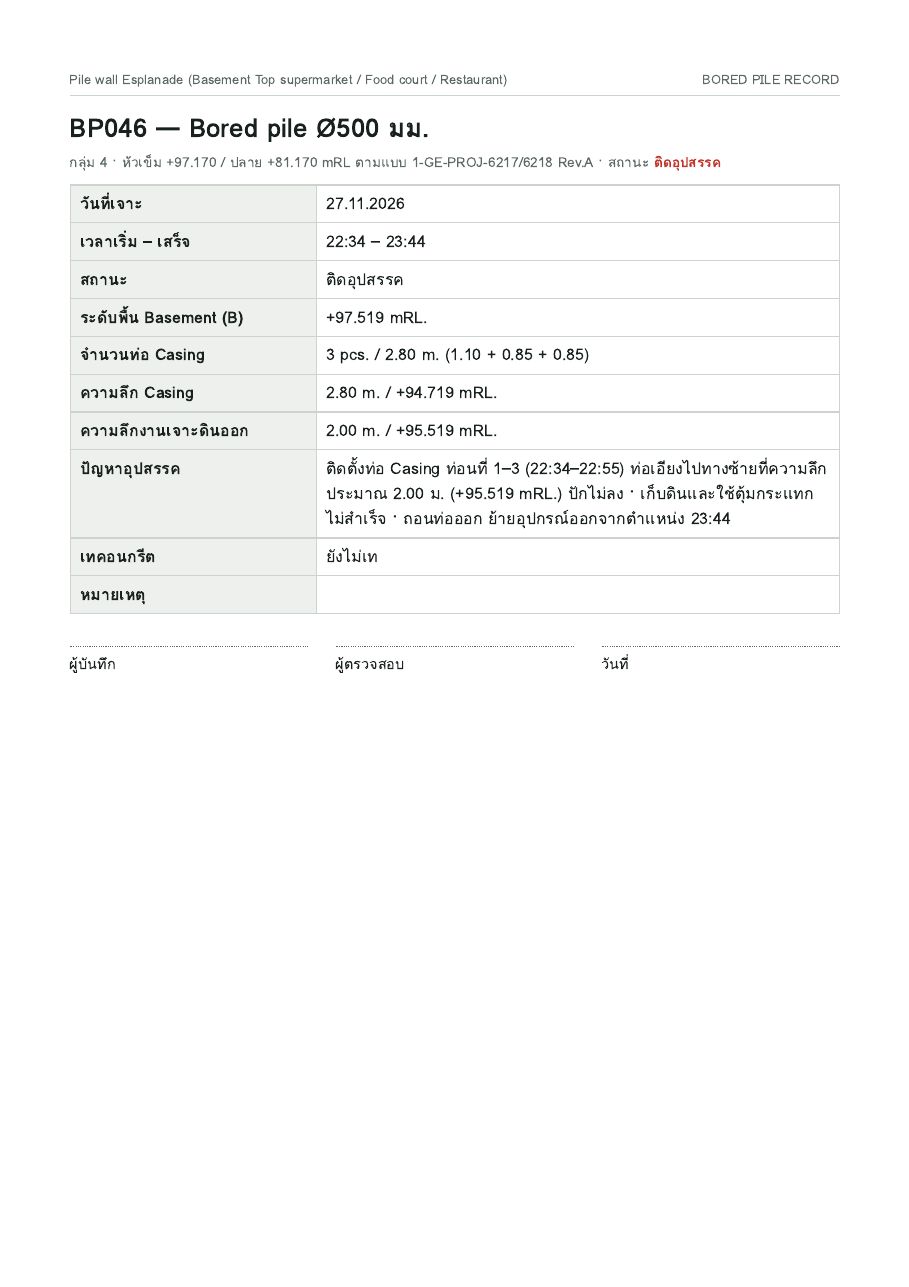 Pile wall Esplanade (Basement Top supermarket / Food court / Restaurant) BORED PILE RECORD
BP046 — Bored pile Ø500 มม.
กลุ่ม 4 · หัวเข็ม +97.170 / ปลาย +81.170 mRL ตามแบบ 1-GE-PROJ-6217/6218 Rev.A · สถานะ ติดอุปสรรค
วันที่เจาะ 27.11.2026
เวลาเริ่ม – เสร็จ 22:34 – 23:44
สถานะ ติดอุปสรรค
ระดับพื้น Basement (B) +97.519 mRL.
จำนวนท่อ Casing 3 pcs. / 2.80 m. (1.10 + 0.85 + 0.85)
ความลึก Casing 2.80 m. / +94.719 mRL.
ความลึกงานเจาะดินออก 2.00 m. / +95.519 mRL.
ปัญหาอุปสรรค ติดตั้งท่อ Casing ท่อนที่ 1–3 (22:34–22:55) ท่อเอียงไปทางซ้ายที่ความลึก
ประมาณ 2.00 ม. (+95.519 mRL.) ปักไม่ลง · เก็บดินและใช้ตุ้มกระแทก
ไม่สำเร็จ · ถอนท่อออก ย้ายอุปกรณ์ออกจากตำแหน่ง 23:44
เทคอนกรีต ยังไม่เท
หมายเหตุ
ผู้บันทึก ผู้ตรวจสอบ วันที่